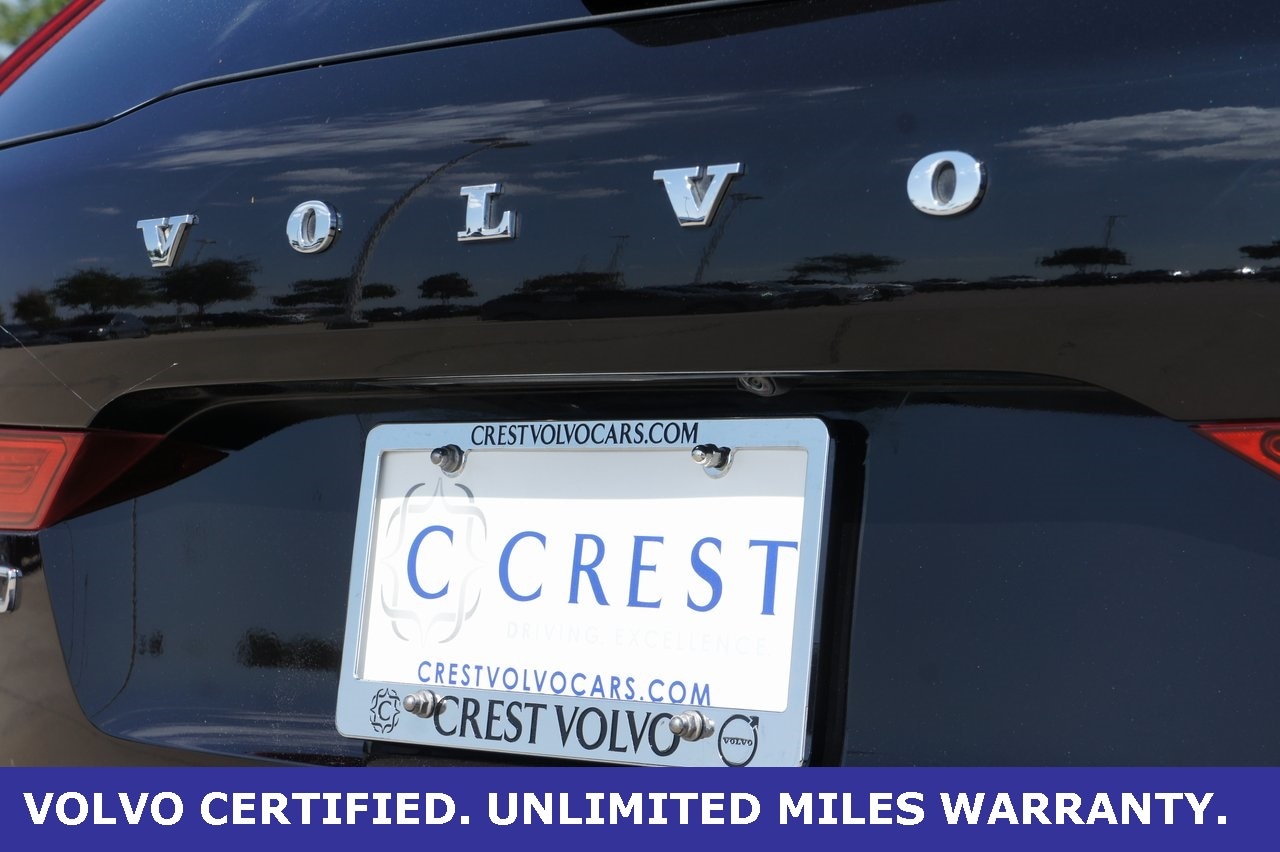 VOLVO
CRESTVOLVOCARS.COM
C CREST
DRIVING. EXCELLENCE.
CRESTVOLVOCARS.COM
C CREST VOLVO VOLVO
VOLVO CERTIFIED. UNLIMITED MILES WARRANTY.